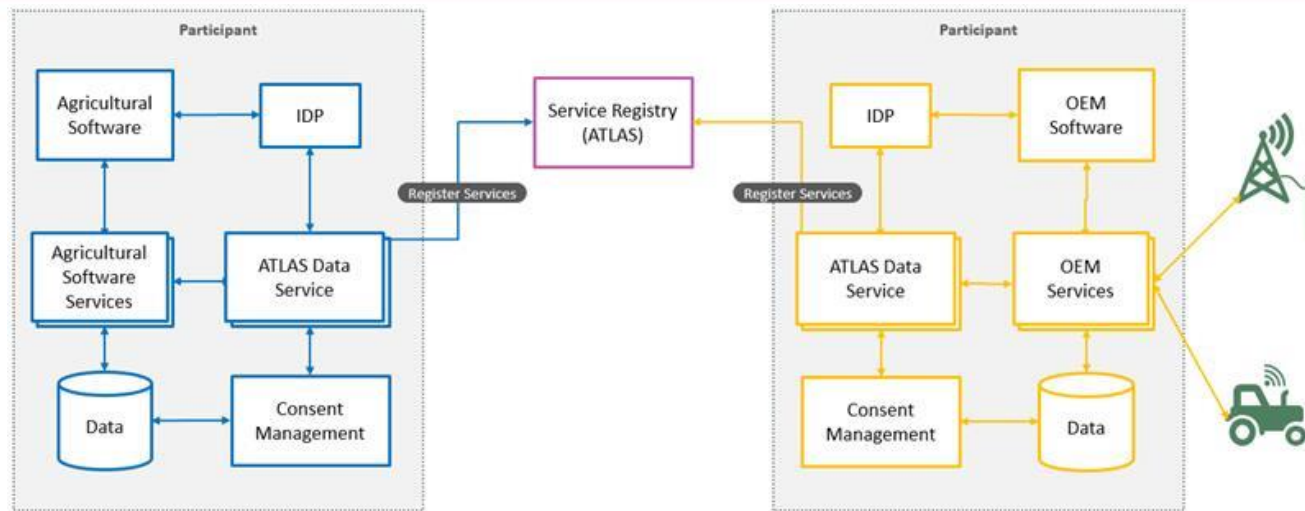 Participant
Agricultural
Software
IDP
Register Services
Agricultural
Software
Services
ATLAS Data
Service
Data
Consent
Management
Service Registry
(ATLAS)
Participant
IDP
OEM
Software
Register Services
ATLAS Data
Service
OEM
Services
Consent
Management
Data